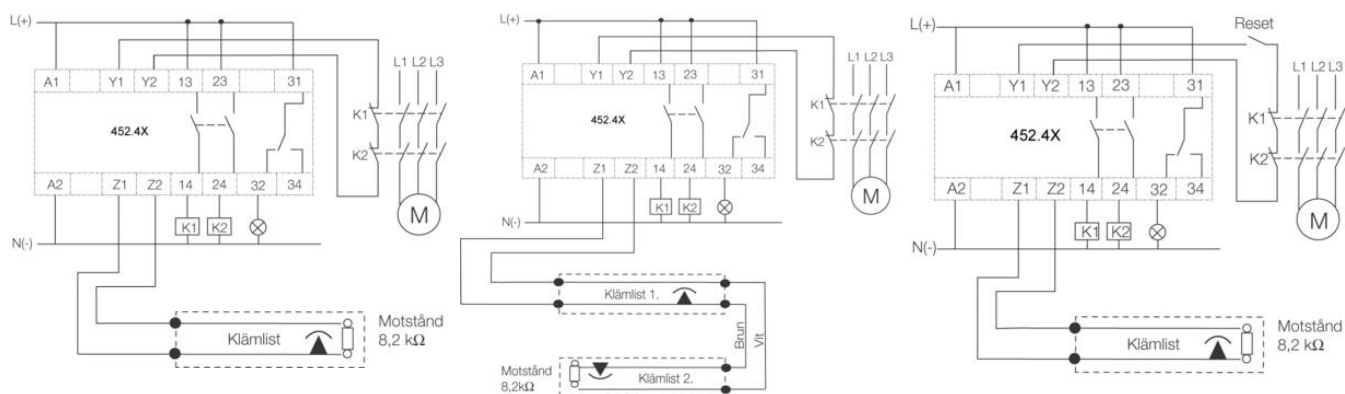 L(+)
L1 L2 L3
A1 Y1 Y2 13 23 31
K1
452.4X
K2
A2 Z1 Z2 14 24 32 34
M
K1 K2
N(-)
Klämlist
Motstånd
8,2 kΩ
L(+)
L1 L2 L3
A1 Y1 Y2 13 23 31
K1
452.4X
K2
A2 Z1 Z2 14 24 32 34
M
K1 K2
N(-)
Klämlist 1.
Brun
Vit
Motstånd
8,2kΩ
Klämlist 2.
L(+)
Reset
L1 L2 L3
A1 Y1 Y2 13 23 31
K1
452.4X
K2
A2 Z1 Z2 14 24 32 34
M
K1 K2
N(-)
Klämlist
Motstånd
8,2 kΩ